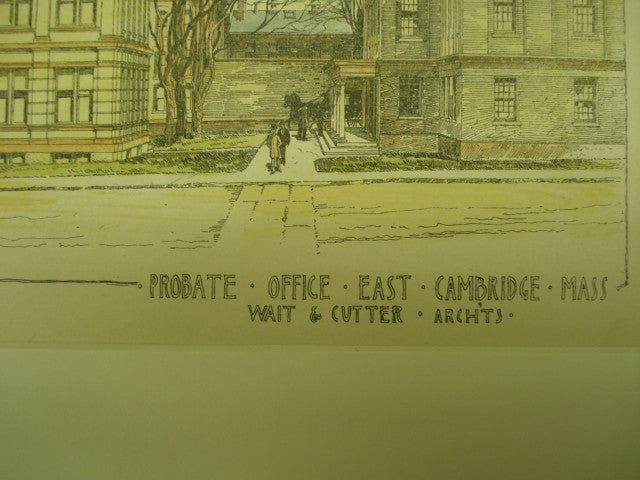 · PROBATE · OFFICE · EAST · CAMBRIDGE · MASS
WAIT & CUTTER · ARCHTS ·